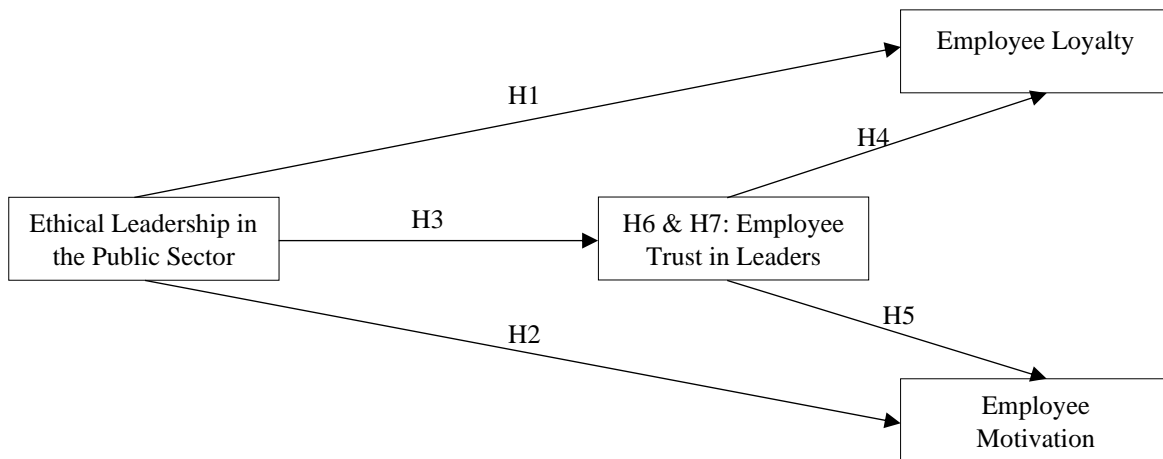 Employee Loyalty
H1
H4
Ethical Leadership in
the Public Sector
H3
H6 & H7: Employee
Trust in Leaders
H2
H5
Employee
Motivation